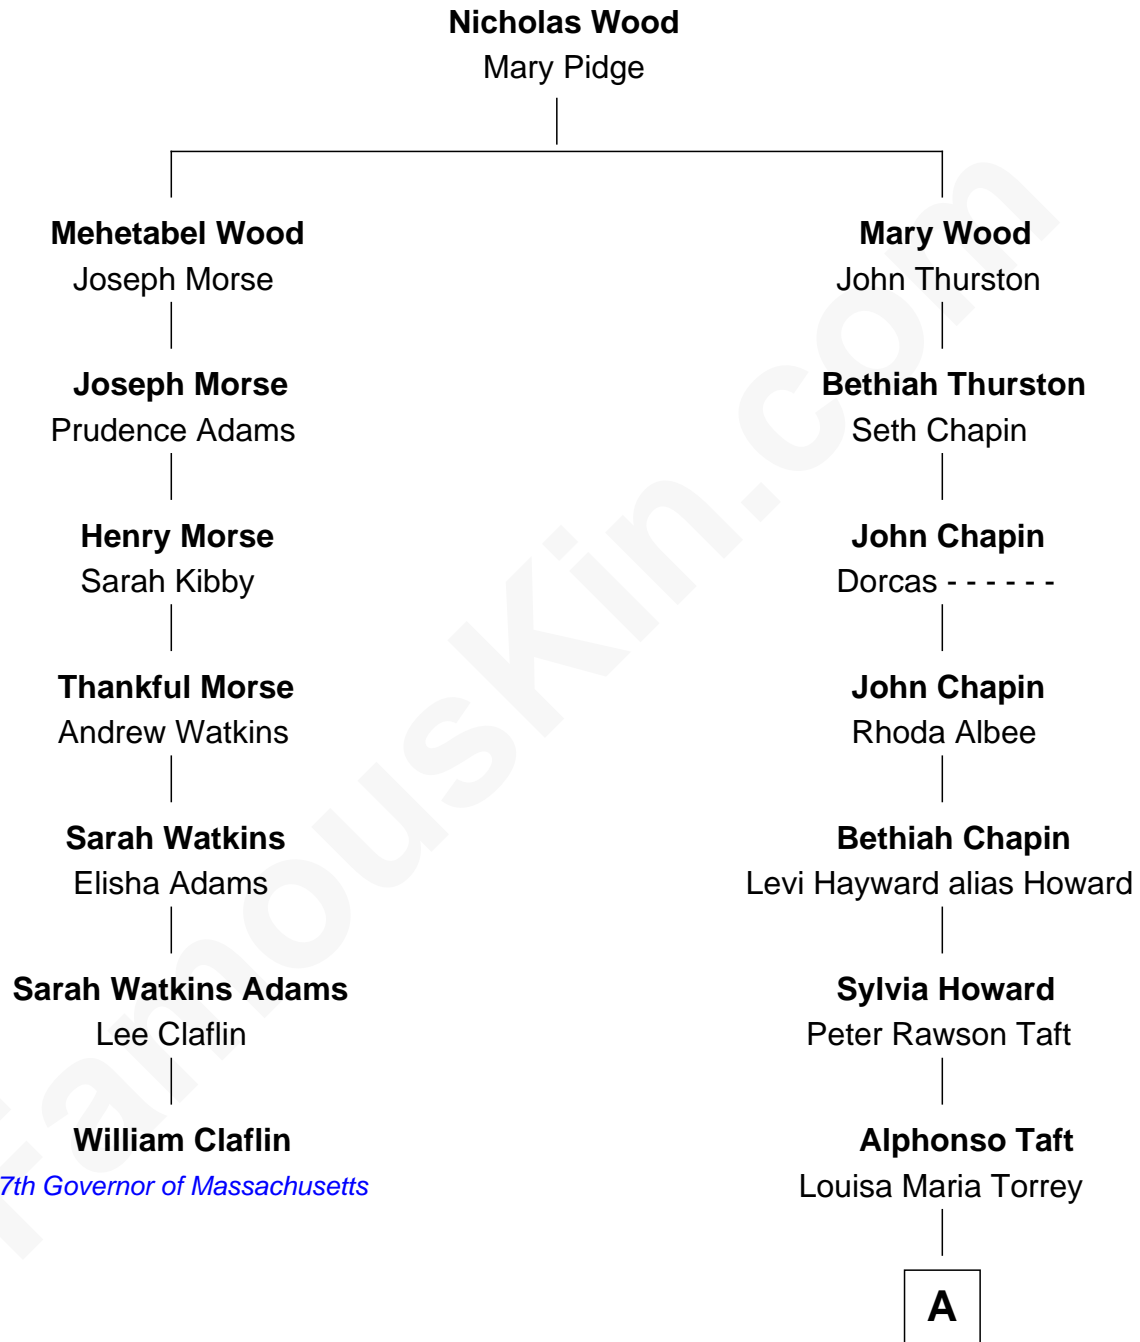 Nicholas Wood
Mary Pidge
Mehetabel Wood
Joseph Morse
Mary Wood
John Thurston
Joseph Morse
Prudence Adams
Bethiah Thurston
Seth Chapin
Henry Morse
Sarah Kibby
John Chapin
Dorcas - - - - - -
Thankful Morse
Andrew Watkins
John Chapin
Rhoda Albee
Sarah Watkins
Elisha Adams
Bethiah Chapin
Levi Hayward alias Howard
Sarah Watkins Adams
Lee Claflin
Sylvia Howard
Peter Rawson Taft
William Claflin
7th Governor of Massachusetts
Alphonso Taft
Louisa Maria Torrey
A
FamousKin.com